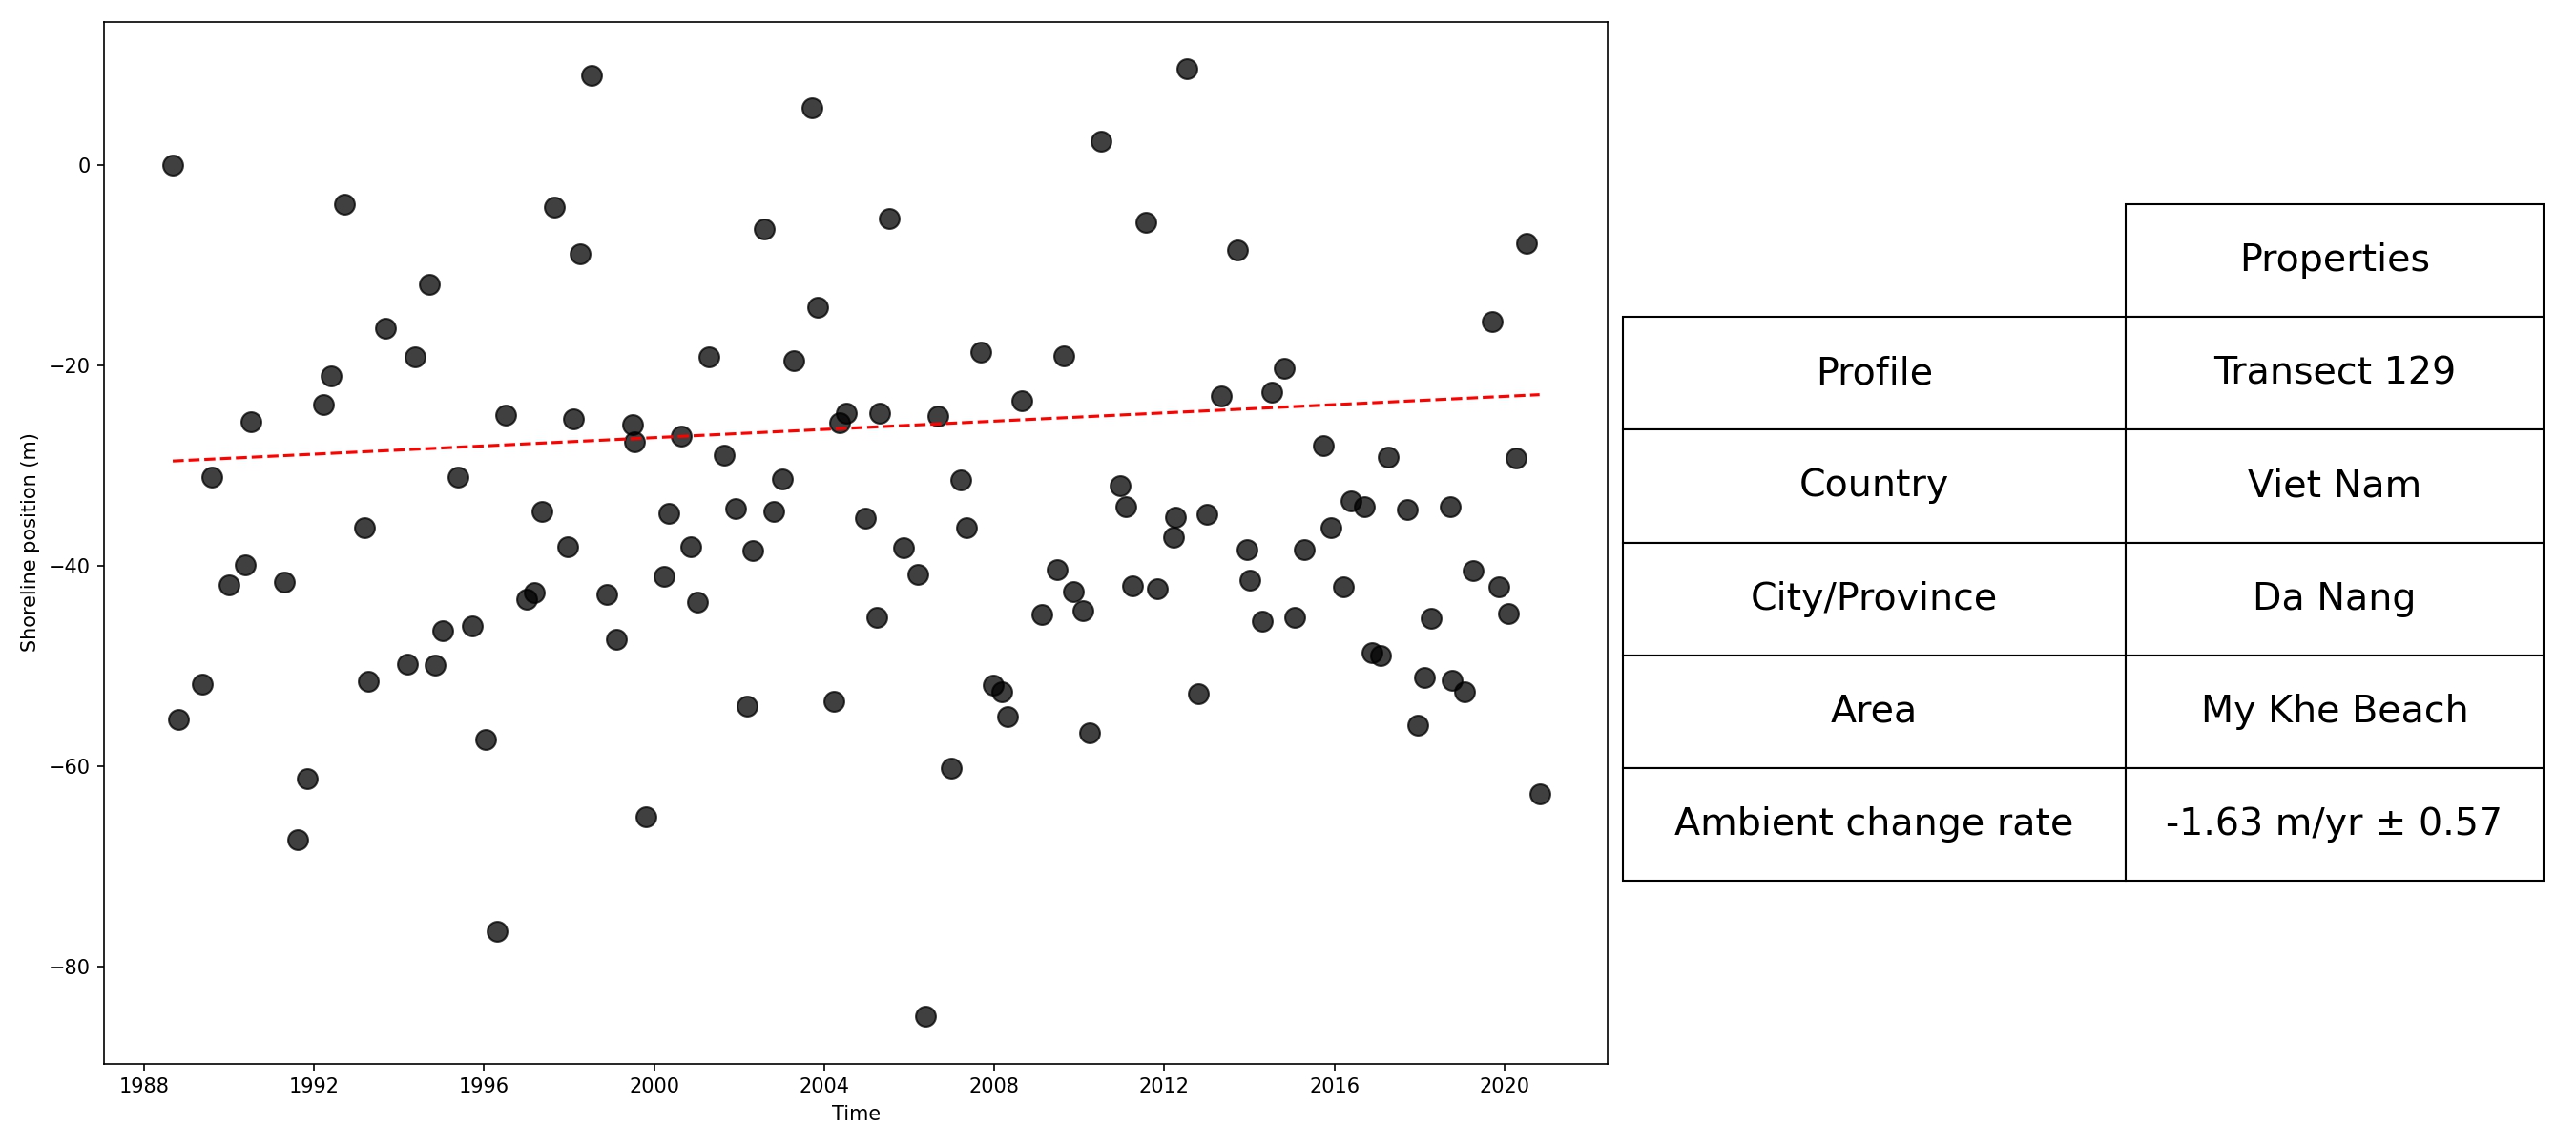 0
−20
−40
−60
−80
Shoreline position (m)
1988 1992 1996 2000 2004 2008 2012 2016 2020
Time
Properties
Profile Transect 129
Country Viet Nam
City/Province Da Nang
Area My Khe Beach
Ambient change rate -1.63 m/yr ± 0.57